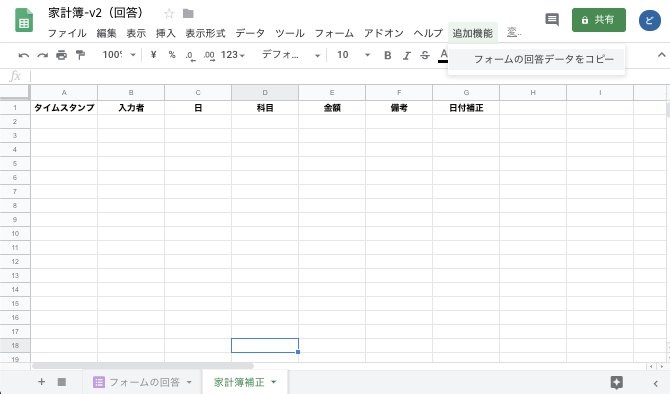 家計簿-v2（回答）
共有
ど
ファイル 編集 表示 挿入 表示形式 データ ツール フォーム アドオン ヘルプ 追加機能 変..
フォームの回答データをコピー
100% ¥ % .0 .00 123 デフォ... 10 B I S A
fx
A B C D E F G H I
1 タイムスタンプ 入力者 日 科目 金額 備考 日付補正
2
3
4
5
6
7
8
9
10
11
12
13
14
15
16
17
18
19
フォームの回答 家計簿補正